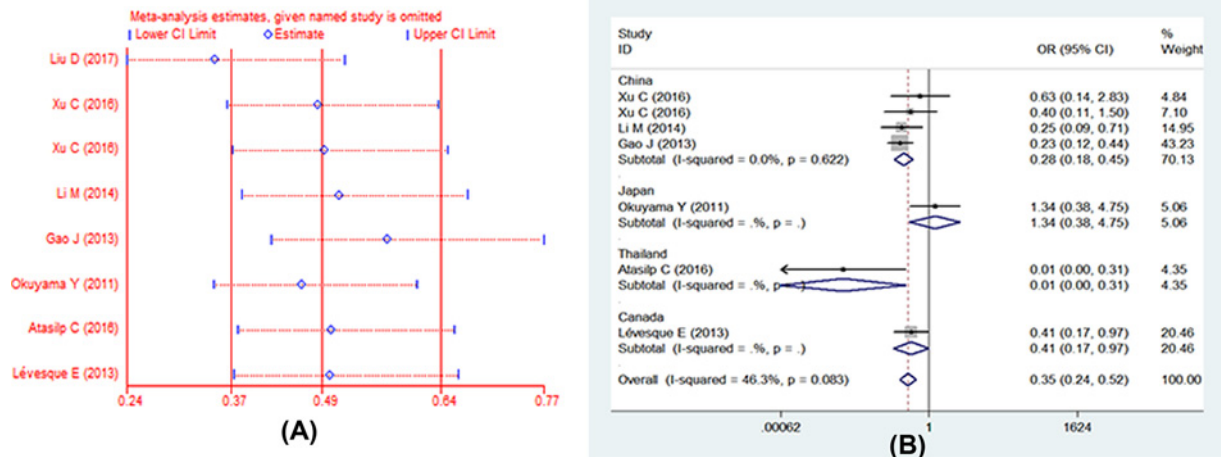 Meta-analysis estimates, given named study is omitted
Lower CI Limit Estimate Upper CI Limit
Liu D (2017)
Xu C (2016)
Xu C (2016)
Li M (2014)
Gao J (2013)
Okuyama Y (2011)
Atasilp C (2016)
Lévesque E (2013)
0.24 0.37 0.49 0.64 0.77
(A)
Study %
ID OR (95% CI) Weight
China
Xu C (2016) 0.63 (0.14, 2.83) 4.84
Xu C (2016) 0.40 (0.11, 1.50) 7.10
Li M (2014) 0.25 (0.09, 0.71) 14.95
Gao J (2013) 0.23 (0.12, 0.44) 43.23
Subtotal (I-squared = 0.0%, p = 0.622) 0.28 (0.18, 0.45) 70.13
.
Japan
Okuyama Y (2011) 1.34 (0.38, 4.75) 5.06
Subtotal (I-squared = .%, p = .) 1.34 (0.38, 4.75) 5.06
.
Thailand
Atasilp C (2016) 0.01 (0.00, 0.31) 4.35
Subtotal (I-squared = .%, p = .) 0.01 (0.00, 0.31) 4.35
.
Canada
Lévesque E (2013) 0.41 (0.17, 0.97) 20.46
Subtotal (I-squared = .%, p = .) 0.41 (0.17, 0.97) 20.46
.
Overall (I-squared = 46.3%, p = 0.083) 0.35 (0.24, 0.52) 100.00
.00062 1 1624
(B)